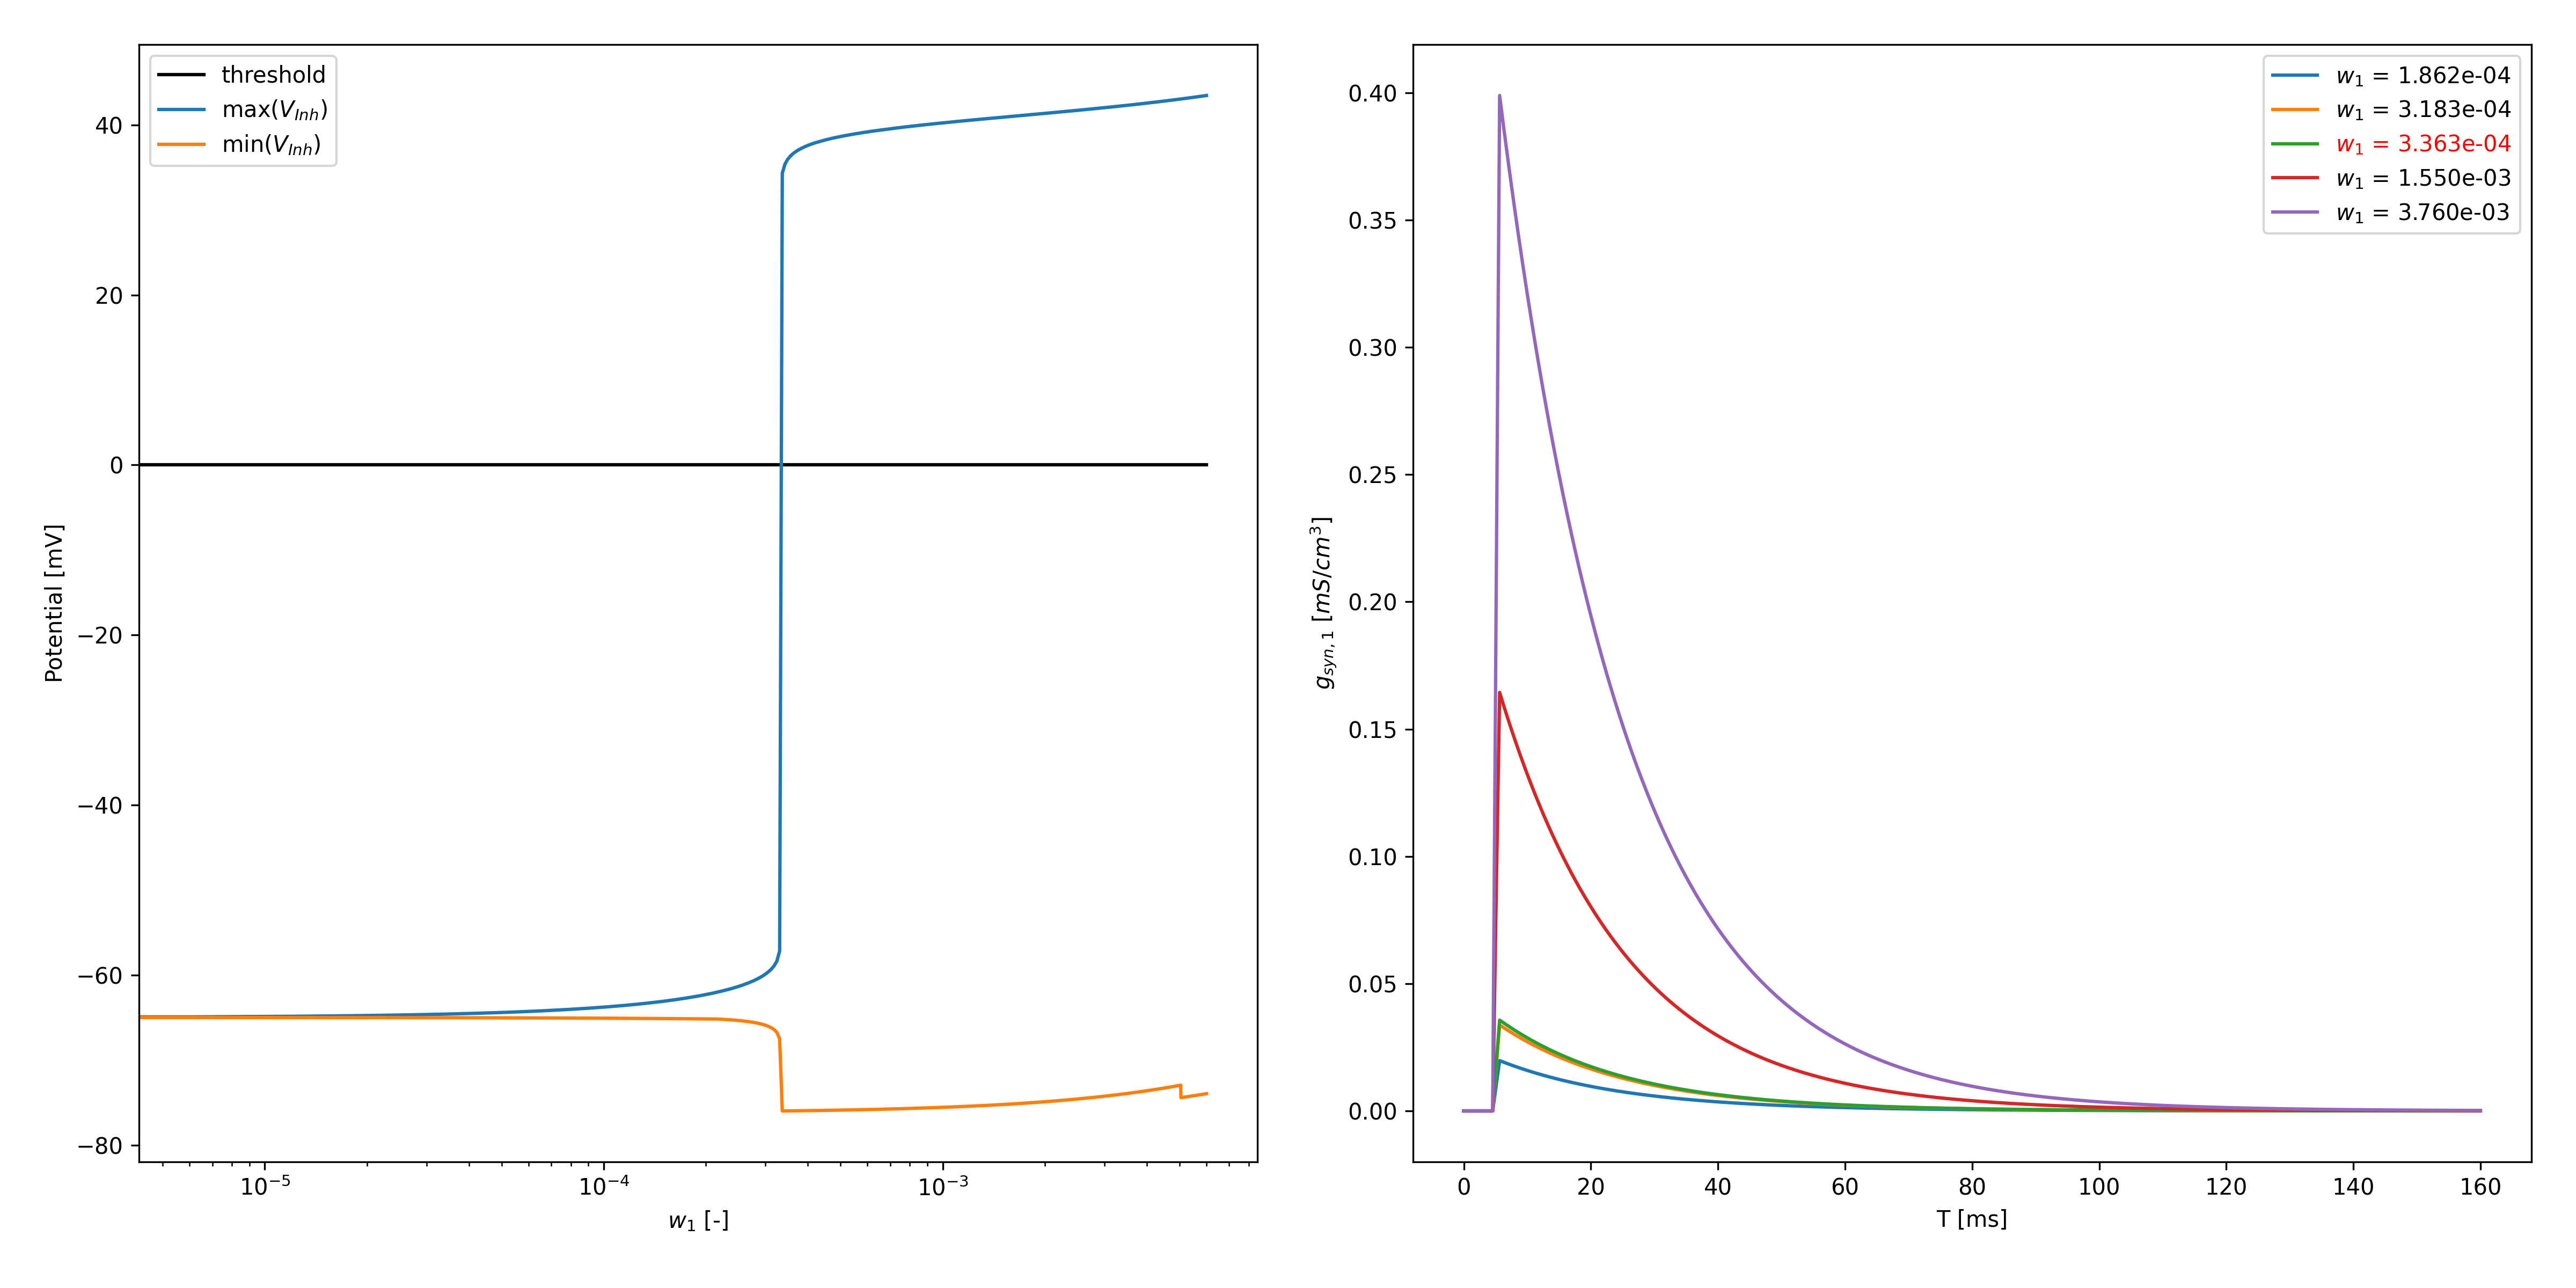 threshold
max(V_Inh)
min(V_Inh)
40
20
0
−20
−40
−60
−80
Potential [mV]
10^-5
10^-4
10^-3
w_1 [-]
w_1 = 1.862e-04
w_1 = 3.183e-04
w_1 = 3.363e-04
w_1 = 1.550e-03
w_1 = 3.760e-03
0.40
0.35
0.30
0.25
0.20
0.15
0.10
0.05
0.00
g_syn, 1 [mS/cm^3]
0
20
40
60
80
100
120
140
160
T [ms]